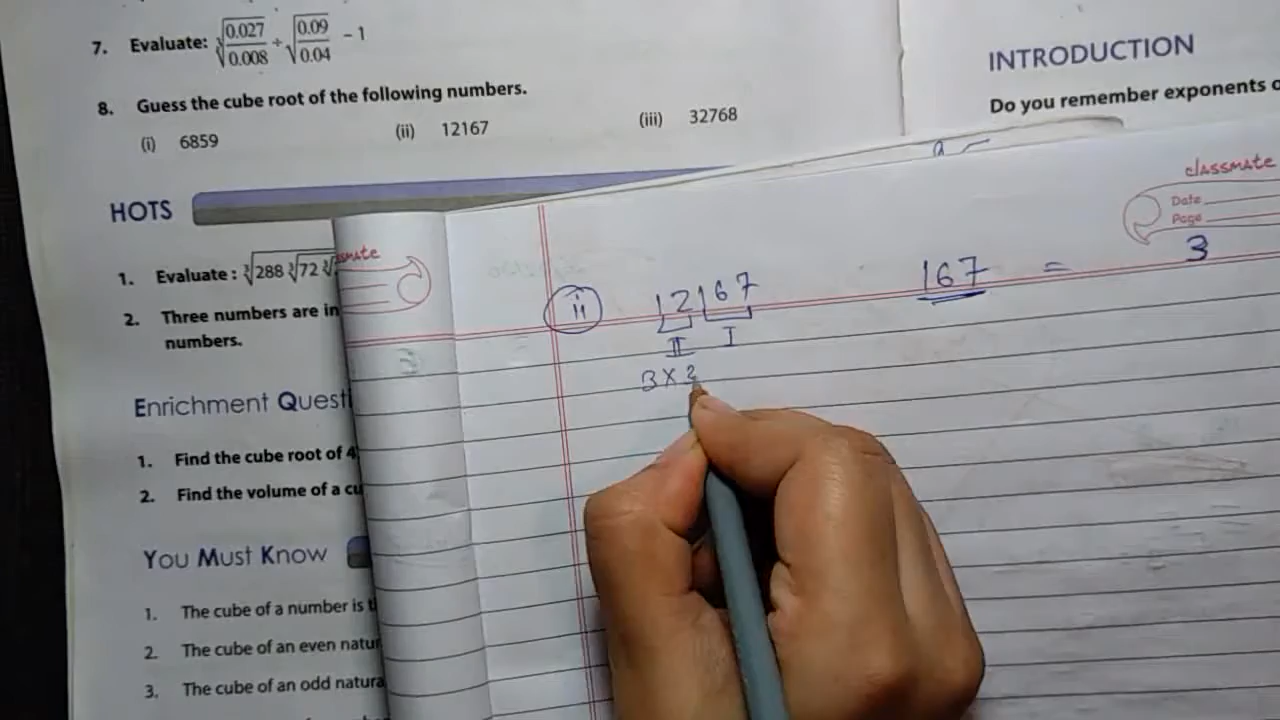 7. Evaluate: ∛(0.027/0.008) ÷ √(0.09/0.04) − 1
8. Guess the cube root of the following numbers.
(i) 6859 (ii) 12167 (iii) 32768
HOTS
1. Evaluate : ∛288 ∛72 ∛
2. Three numbers are in
numbers.
Enrichment Questi
1. Find the cube root of 4
2. Find the volume of a cu
You Must Know
1. The cube of a number is t
2. The cube of an even natur
3. The cube of an odd natura
INTRODUCTION
Do you remember exponents o
classmate
Date
Page
ii 12167 167 = 3
II I
3 × 3